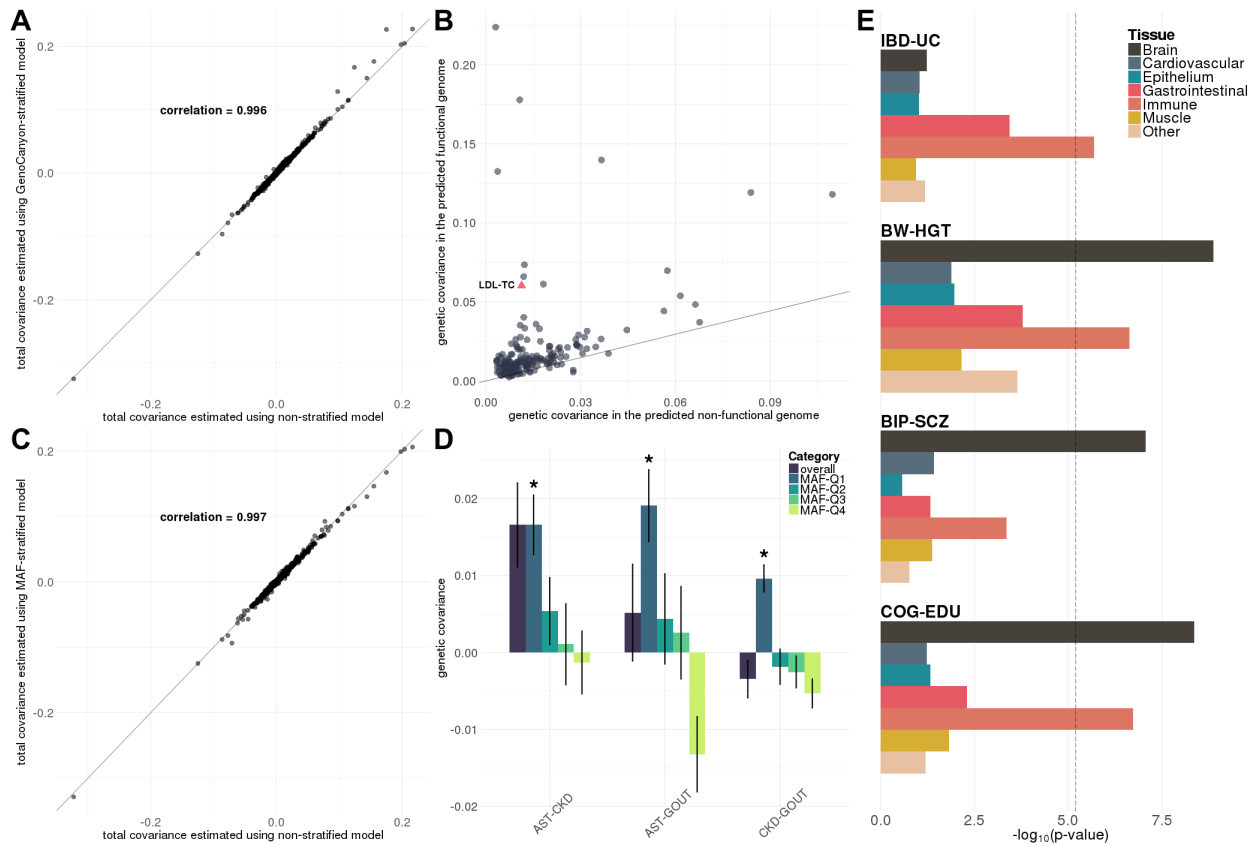 A
total covariance estimated using GenoCanyon-stratified model
0.2
0.0
-0.2
correlation = 0.996
-0.2
0.0
0.2
total covariance estimated using non-stratified model
B
genetic covariance in the predicted functional genome
0.20
0.15
0.10
0.05
0.00
LDL-TC
0.00
0.03
0.06
0.09
genetic covariance in the predicted non-functional genome
C
total covariance estimated using MAF-stratified model
0.2
0.0
-0.2
correlation = 0.997
-0.2
0.0
0.2
total covariance estimated using non-stratified model
D
genetic covariance
0.02
0.01
0.00
-0.01
-0.02
*
*
*
Category
overall
MAF-Q1
MAF-Q2
MAF-Q3
MAF-Q4
AST-CKD
AST-GOUT
CKD-GOUT
E
IBD-UC
BW-HGT
BIP-SCZ
COG-EDU
Tissue
Brain
Cardiovascular
Epithelium
Gastrointestinal
Immune
Muscle
Other
0.0
2.5
5.0
7.5
-log₁₀(p-value)